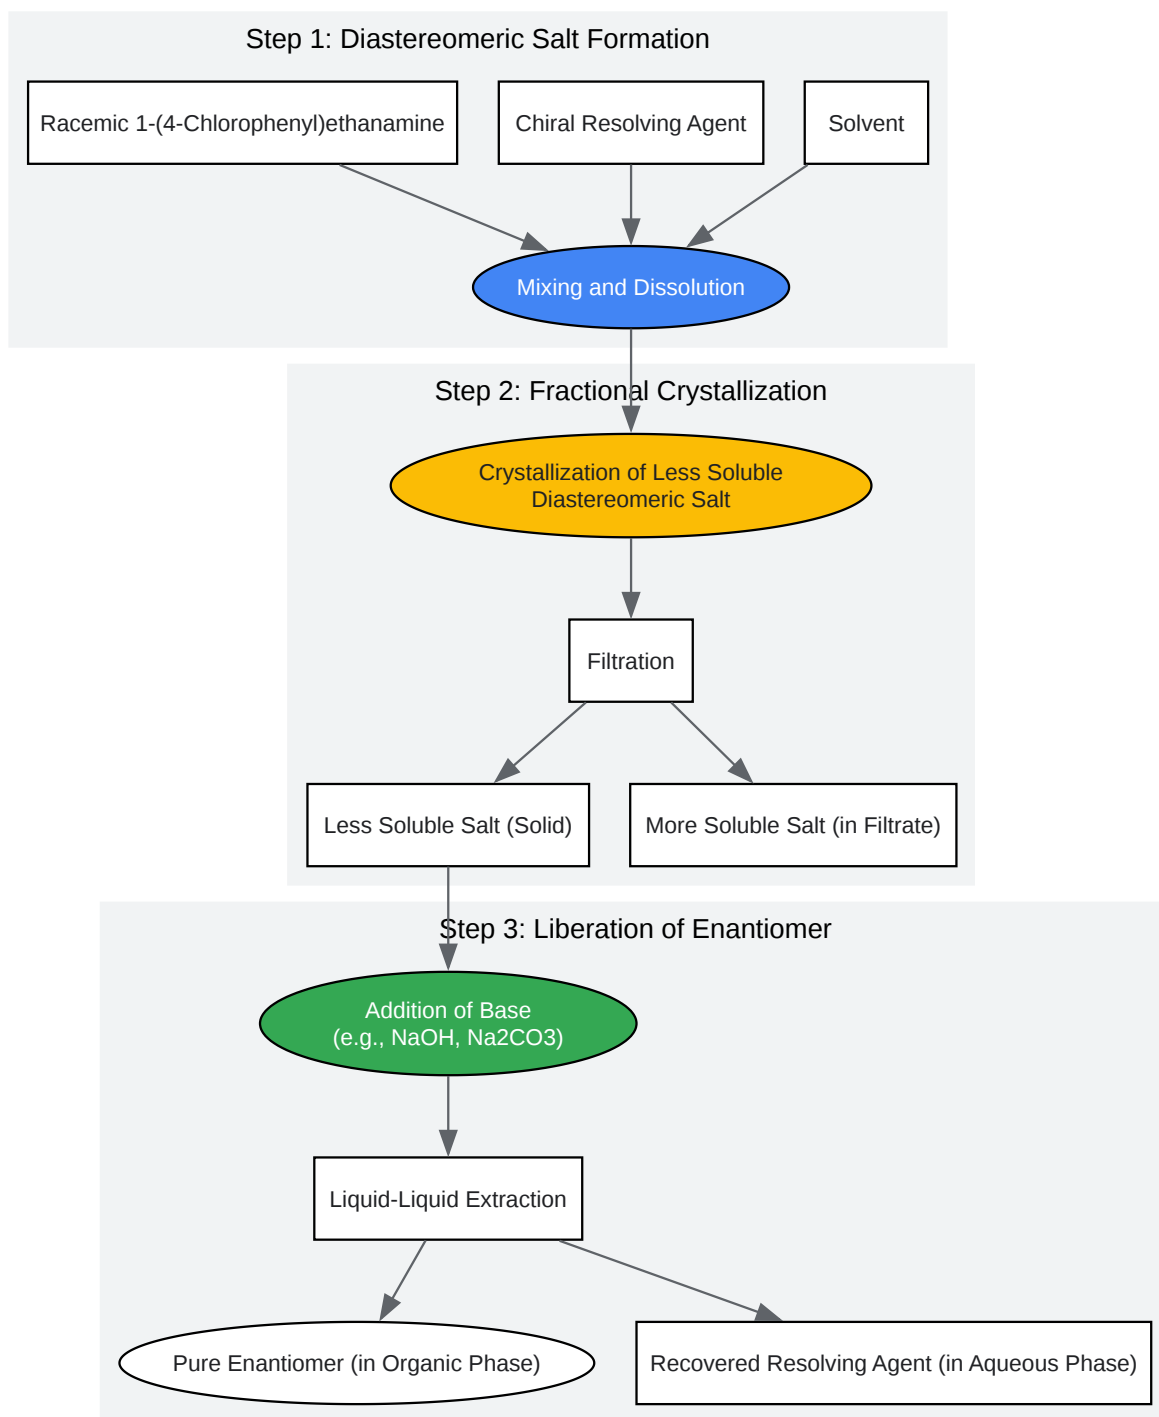 Step 1: Diastereomeric Salt Formation
Racemic 1-(4-Chlorophenyl)ethanamine
Chiral Resolving Agent
Solvent
Mixing and Dissolution
Step 2: Fractional Crystallization
Crystallization of Less Soluble
Diastereomeric Salt
Filtration
Less Soluble Salt (Solid)
More Soluble Salt (in Filtrate)
Step 3: Liberation of Enantiomer
Addition of Base
(e.g., NaOH, Na2CO3)
Liquid-Liquid Extraction
Pure Enantiomer (in Organic Phase)
Recovered Resolving Agent (in Aqueous Phase)